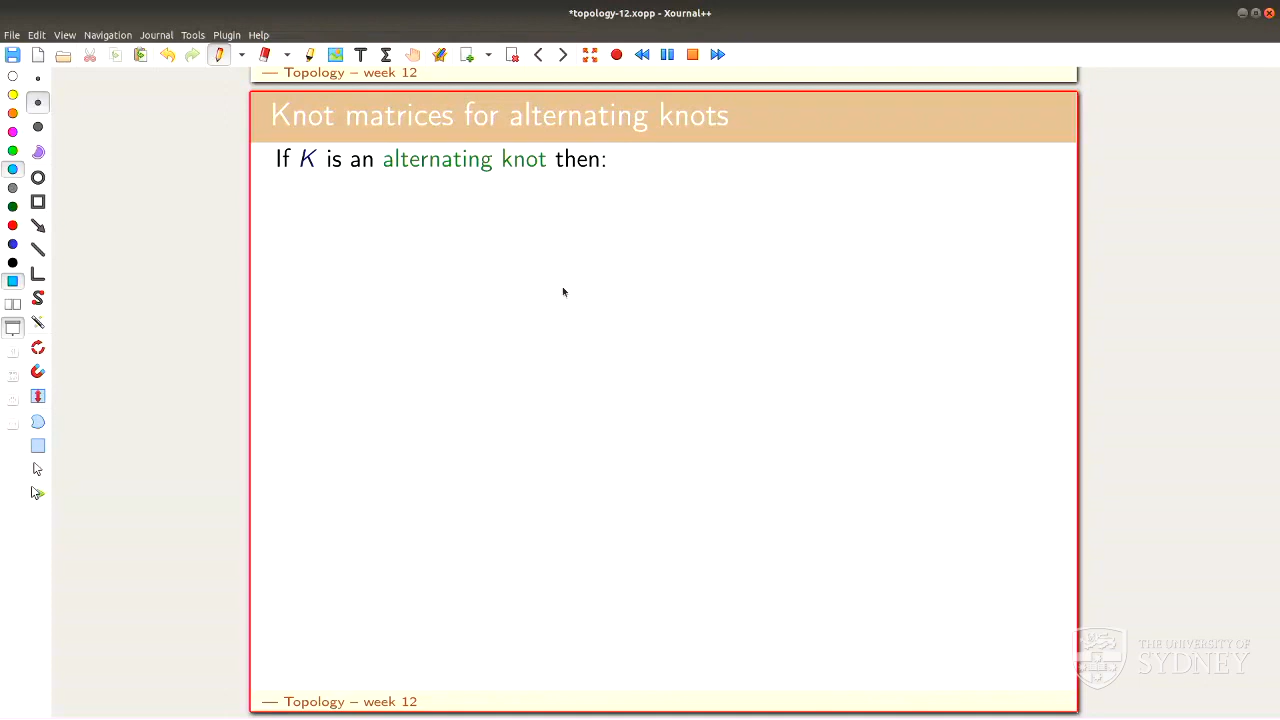 *topology-12.xopp - Xournal++
File Edit View Navigation Journal Tools Plugin Help
— Topology – week 12
Knot matrices for alternating knots
If K is an alternating knot then:
THE UNIVERSITY OF
SYDNEY
— Topology – week 12